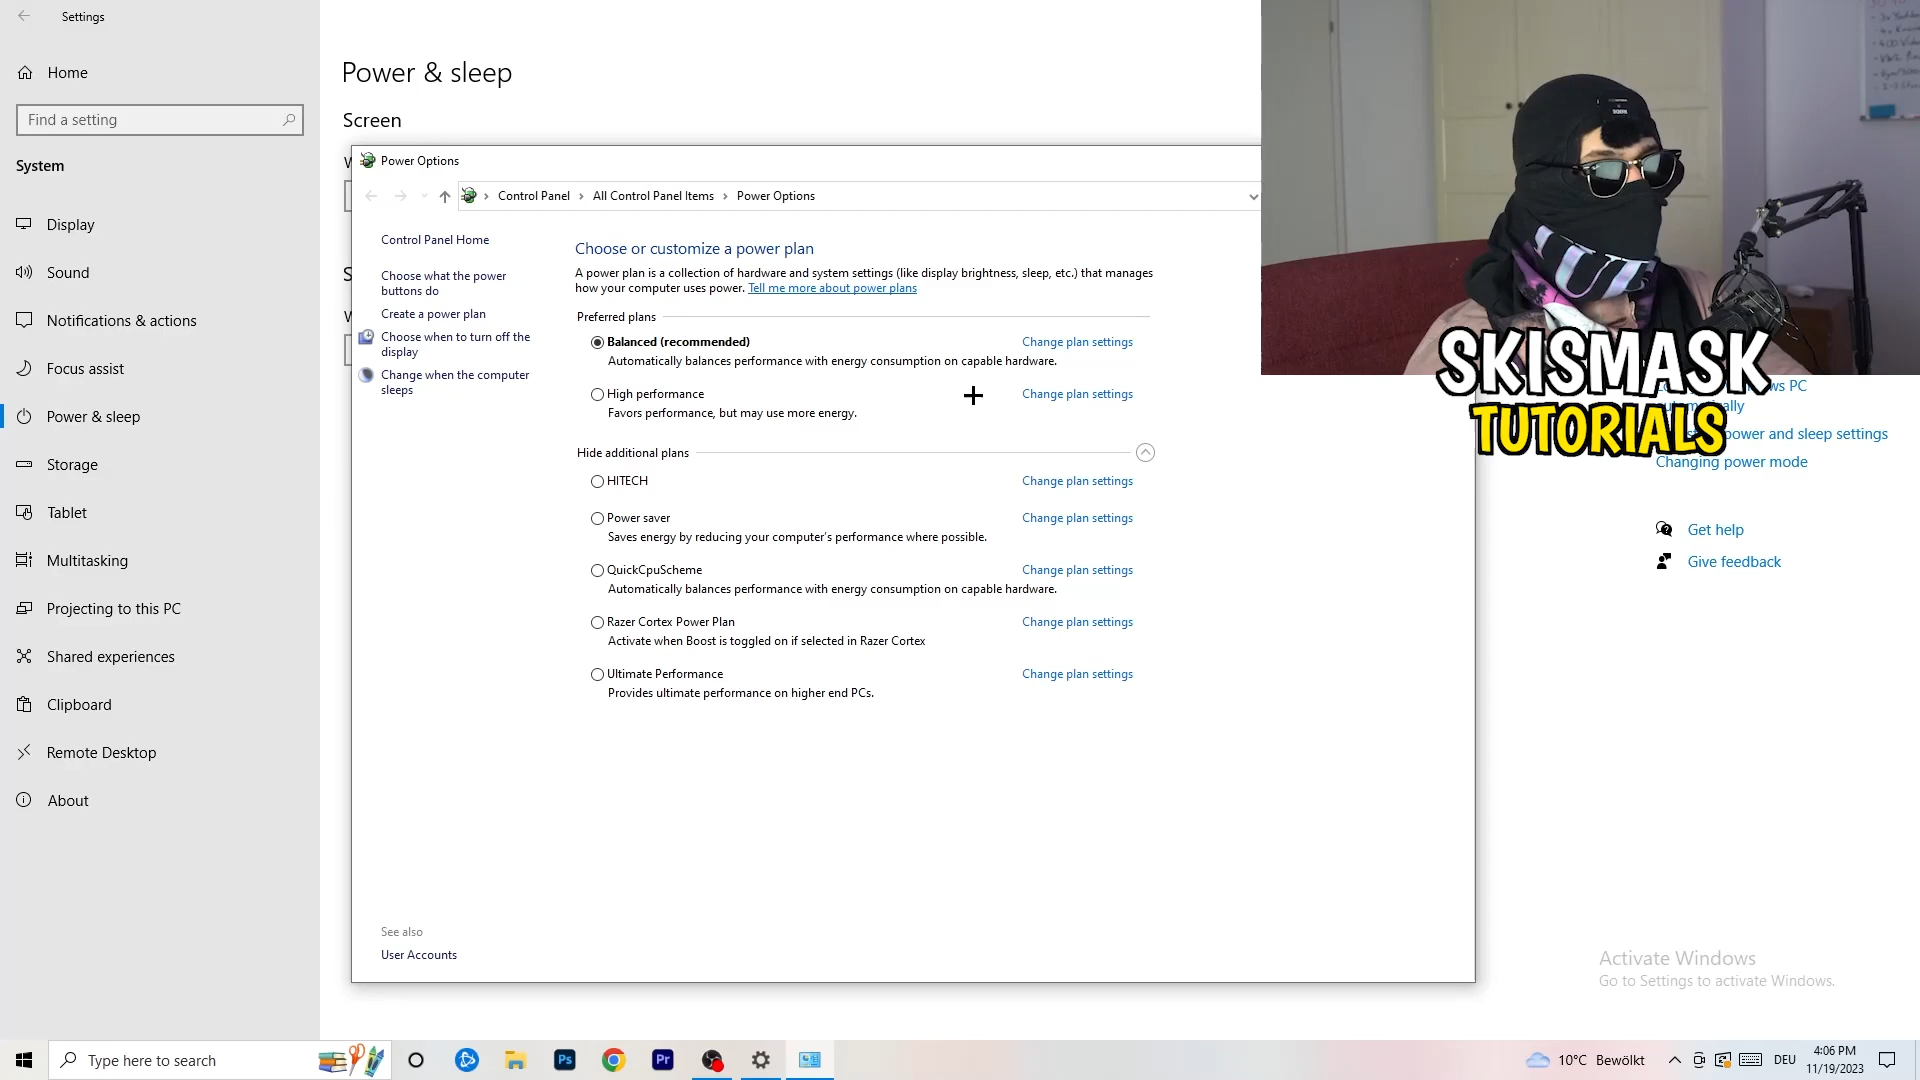 Settings
Home
Find a setting
System
Display
Sound
Notifications & actions
Focus assist
Power & sleep
Storage
Tablet
Multitasking
Projecting to this PC
Shared experiences
Clipboard
Remote Desktop
About
Power & sleep
Screen
Power Options
Control Panel › All Control Panel Items › Power Options
Control Panel Home
Choose what the power
buttons do
Create a power plan
Choose when to turn off the
display
Change when the computer
sleeps
See also
User Accounts
Choose or customize a power plan
A power plan is a collection of hardware and system settings (like display brightness, sleep, etc.) that manages
how your computer uses power. Tell me more about power plans
Preferred plans
Balanced (recommended) Change plan settings
Automatically balances performance with energy consumption on capable hardware.
High performance Change plan settings
Favors performance, but may use more energy.
Hide additional plans
HITECH Change plan settings
Power saver Change plan settings
Saves energy by reducing your computer's performance where possible.
QuickCpuScheme Change plan settings
Automatically balances performance with energy consumption on capable hardware.
Razer Cortex Power Plan Change plan settings
Activate when Boost is toggled on if selected in Razer Cortex
Ultimate Performance Change plan settings
Provides ultimate performance on higher end PCs.
SKISMASK
TUTORIALS
PC
power and sleep settings
Changing power mode
Get help
Give feedback
Activate Windows
Go to Settings to activate Windows.
Type here to search
Ps
Pr
10°C Bewölkt
DEU
4:06 PM
11/19/2023